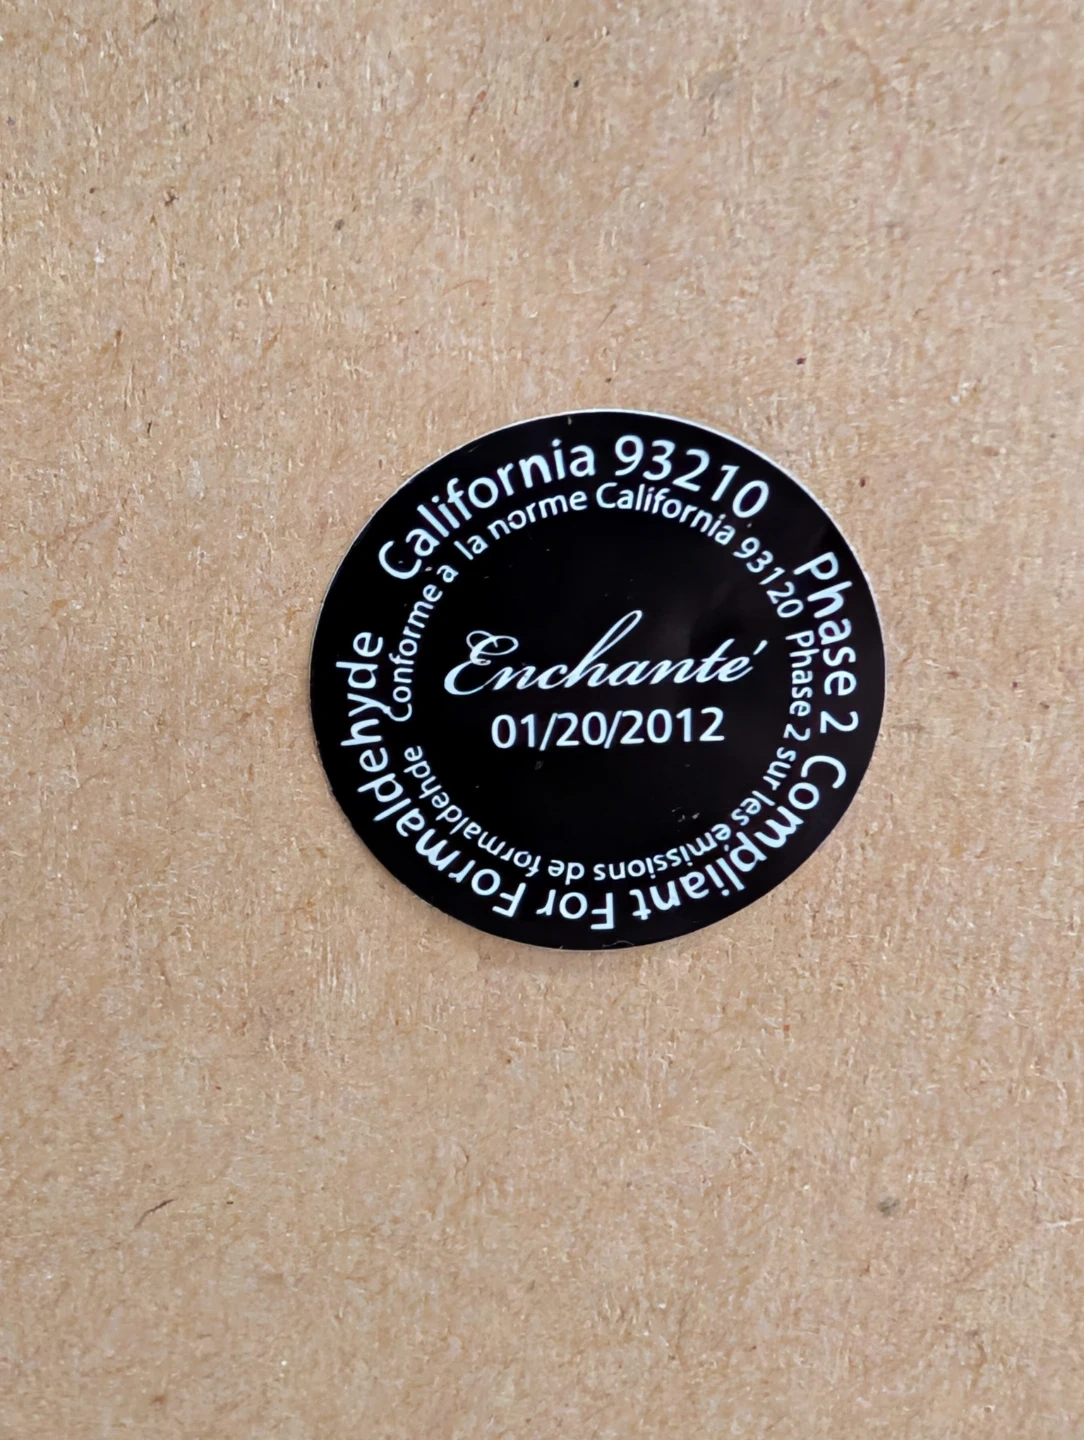 California 93210 Phase 2 Compliant For Formaldehyde
Conforme à la norme California 93120 Phase 2 sur les émissions de formaldehde
Enchanté
01/20/2012